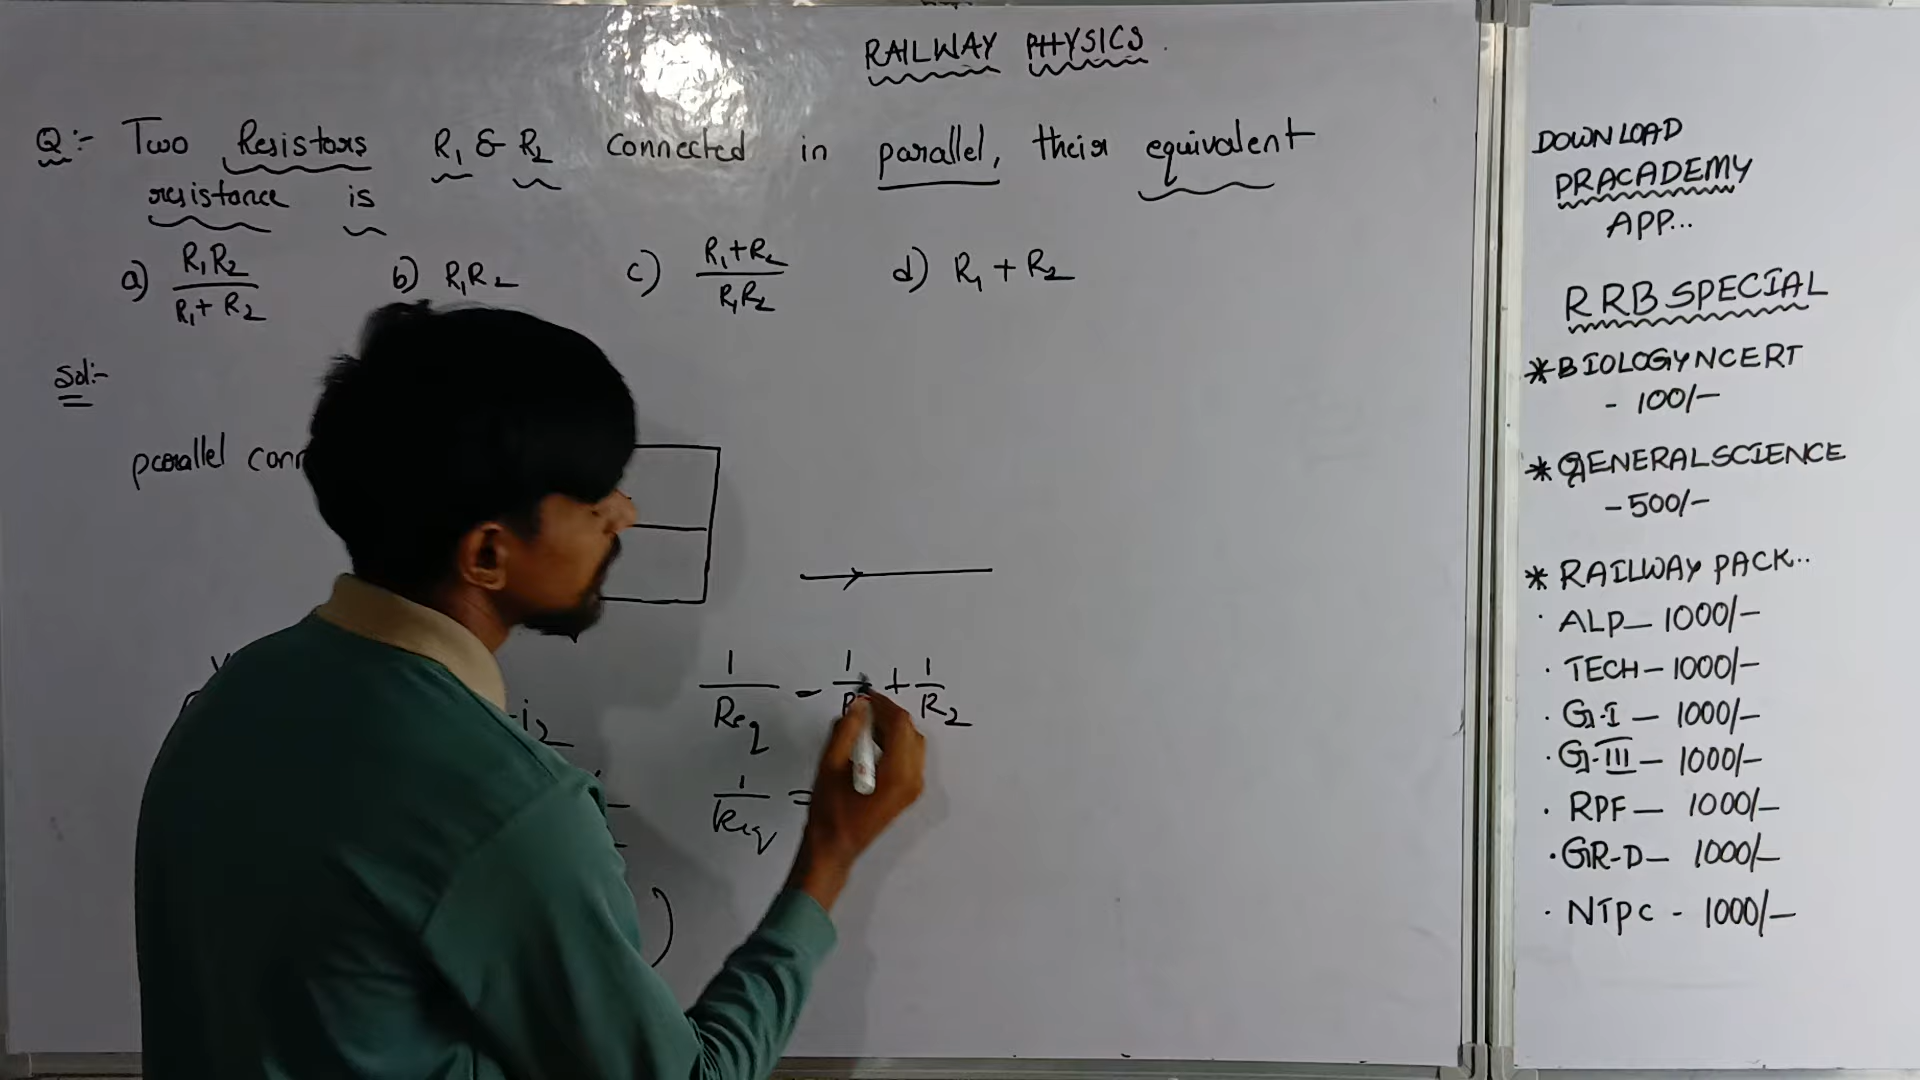 RAILWAY PHYSICS.
Q:- Two Resistors R₁ & R₂ connected in parallel, their equivalent
resistance is
a) R₁R₂/R₁+R₂ b) R₁R₂ c) R₁+R₂/R₁R₂ d) R₁+R₂
Sol:-
parallel
i₂
1/Req = 1/R + 1/R₂
1/Req =
)
DOWNLOAD
PRACADEMY
APP...
RRB SPECIAL
*BIOLOGY NCERT
- 100/-
*GENERAL SCIENCE
- 500/-
* RAILWAY PACK..
· ALP- 1000/-
· TECH- 1000/-
· G-I - 1000/-
· G-III - 1000/-
· RPF- 1000/-
· GR-D- 1000/-
· NTPC - 1000/-